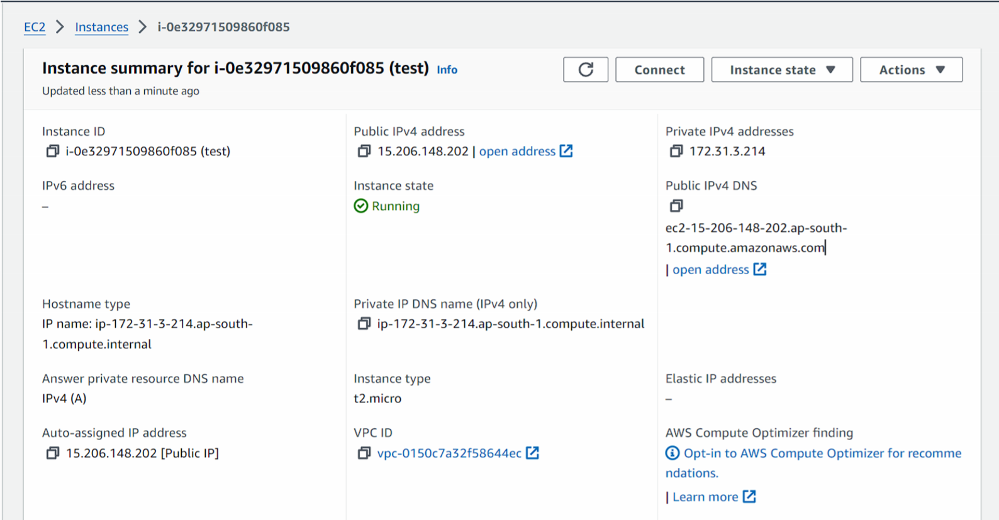 EC2 > Instances > i-0e32971509860f085
Instance summary for i-0e32971509860f085 (test) Info
Updated less than a minute ago
Connect
Instance state
Actions
Instance ID
i-0e32971509860f085 (test)
Public IPv4 address
15.206.148.202 | open address
Private IPv4 addresses
172.31.3.214
IPv6 address
–
Instance state
Running
Public IPv4 DNS
ec2-15-206-148-202.ap-south-
1.compute.amazonaws.com
| open address
Hostname type
IP name: ip-172-31-3-214.ap-south-
1.compute.internal
Private IP DNS name (IPv4 only)
ip-172-31-3-214.ap-south-1.compute.internal
Answer private resource DNS name
IPv4 (A)
Instance type
t2.micro
Elastic IP addresses
–
Auto-assigned IP address
15.206.148.202 [Public IP]
VPC ID
vpc-0150c7a32f58644ec
AWS Compute Optimizer finding
Opt-in to AWS Compute Optimizer for recomme
ndations.
| Learn more